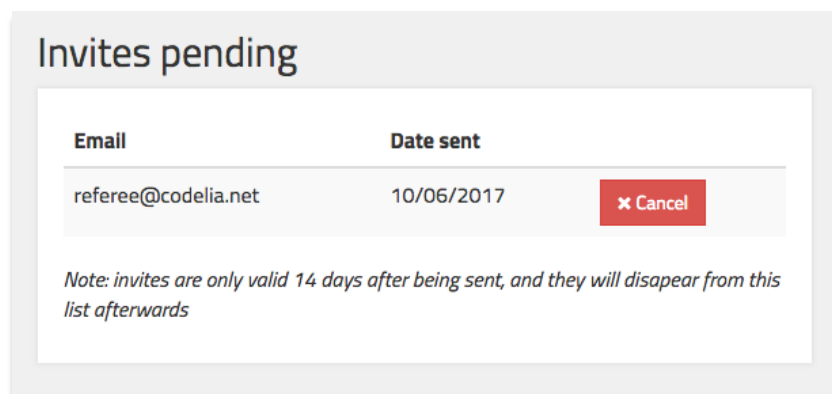 Invites pending
Email Date sent
referee@codelia.net 10/06/2017 × Cancel
Note: invites are only valid 14 days after being sent, and they will disapear from this
list afterwards